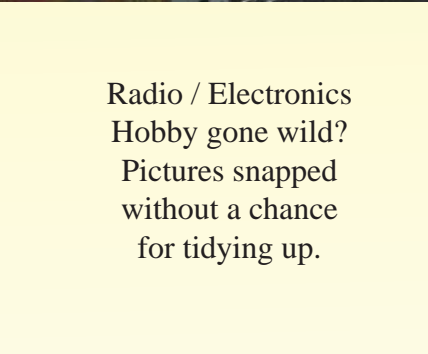 Radio / Electronics
Hobby gone wild?
Pictures snapped
without a chance
for tidying up.